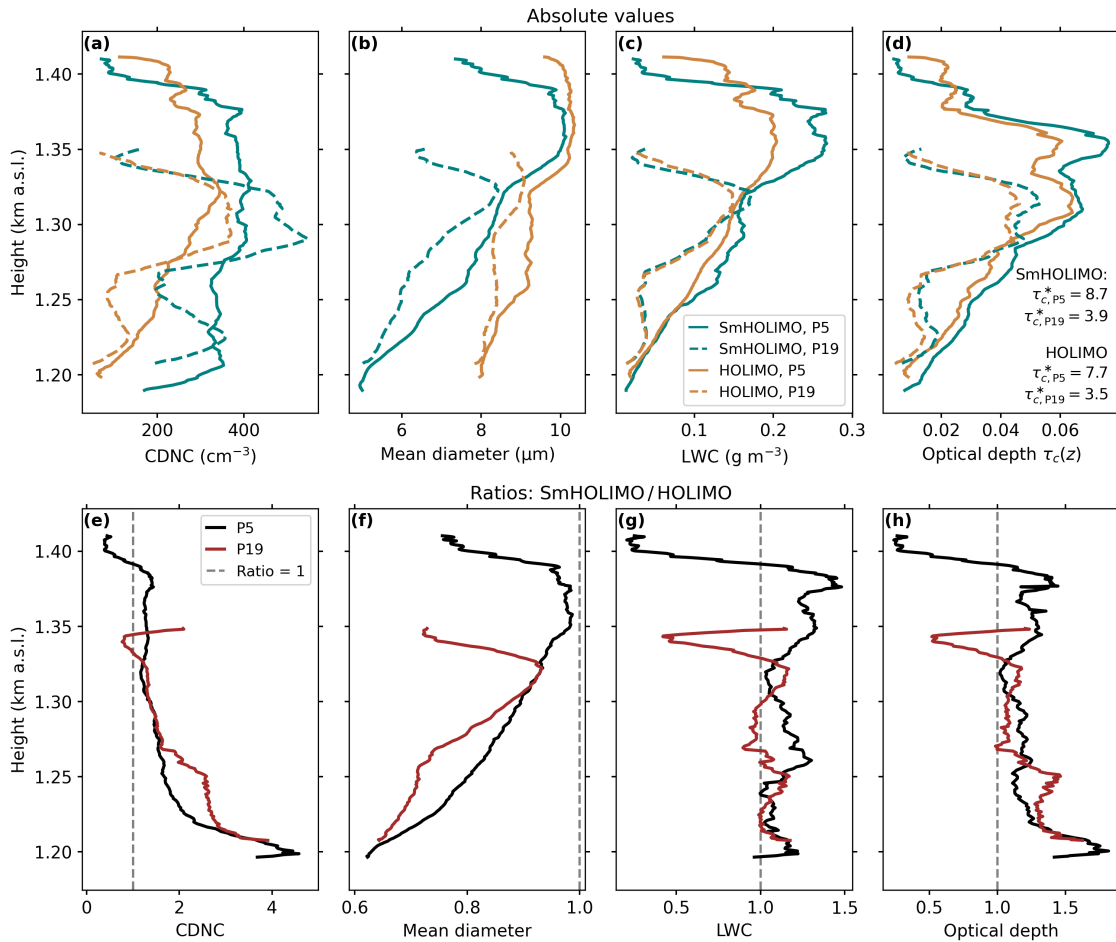 Absolute values
(a)
(b)
(c)
(d)
Height (km a.s.l.)
1.40
1.35
1.30
1.25
1.20
200
400
CDNC (cm⁻³)
6
8
10
Mean diameter (μm)
SmHOLIMO, P5
SmHOLIMO, P19
HOLIMO, P5
HOLIMO, P19
0.1
0.2
0.3
LWC (g m⁻³)
SmHOLIMO:
τ*c,P5 = 8.7
τ*c,P19 = 3.9
HOLIMO
τ*c,P5 = 7.7
τ*c,P19 = 3.5
0.02
0.04
0.06
Optical depth τc(z)
Ratios: SmHOLIMO / HOLIMO
(e)
(f)
(g)
(h)
P5
P19
Ratio = 1
Height (km a.s.l.)
1.40
1.35
1.30
1.25
1.20
0
2
4
CDNC
0.6
0.8
1.0
Mean diameter
0.5
1.0
1.5
LWC
0.5
1.0
1.5
Optical depth